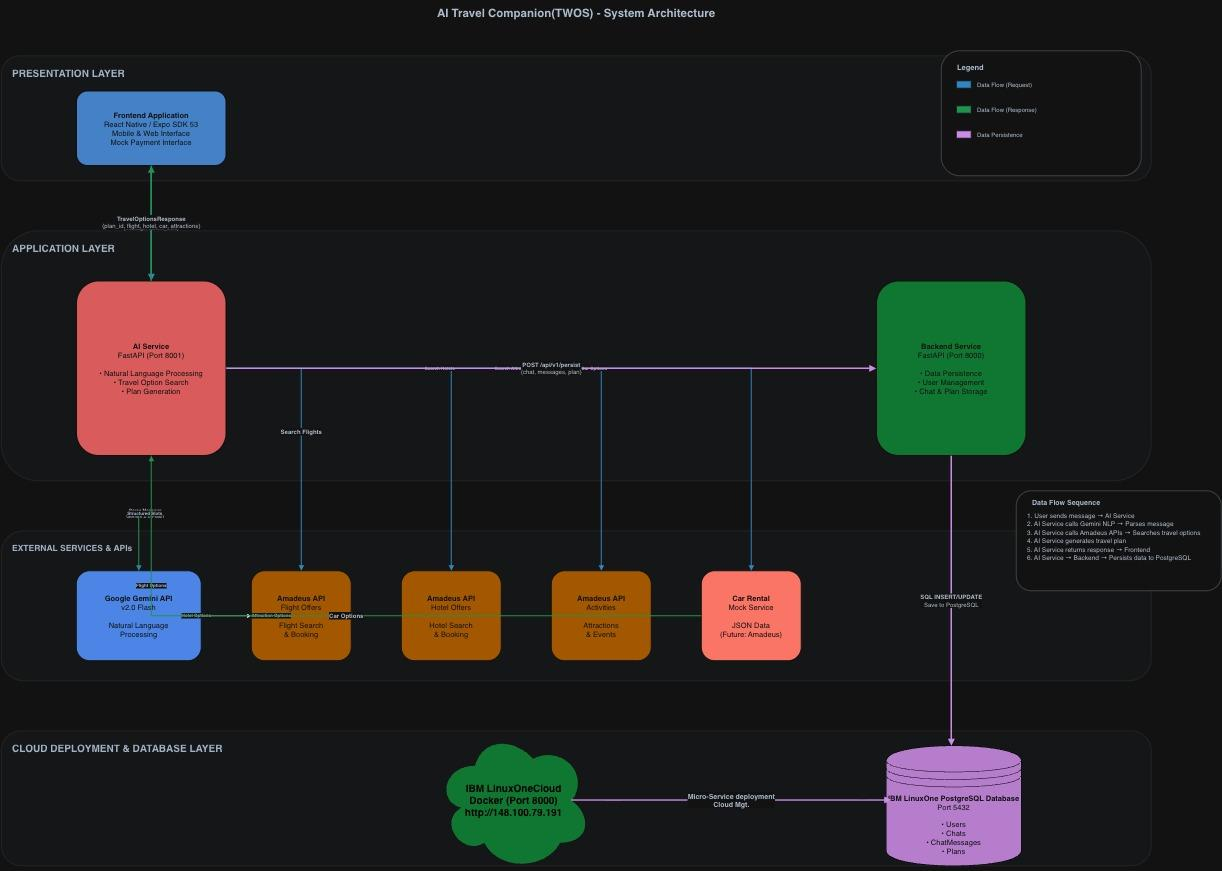 AI Travel Companion(TWOS) - System Architecture
PRESENTATION LAYER
Frontend Application
React Native / Expo SDK 53
Mobile & Web Interface
Mock Payment Interface
Legend
Data Flow (Request)
Data Flow (Response)
Data Persistence
TravelOptionsResponse
(plan_id, flight, hotel, car, attractions)
APPLICATION LAYER
AI Service
FastAPI (Port 8001)
• Natural Language Processing
• Travel Option Search
• Plan Generation
Search Hotels
POST /api/v1/persist
(chat, messages, plan)
Car Options
Search Flights
Backend Service
FastAPI (Port 8000)
• Data Persistence
• User Management
• Chat & Plan Storage
Structured Slots
Data Flow Sequence
1. User sends message → AI Service
2. AI Service calls Gemini NLP → Parses message
3. AI Service calls Amadeus APIs → Searches travel options
4. AI Service generates travel plan
5. AI Service returns response → Frontend
6. AI Service → Backend → Persists data to PostgreSQL
EXTERNAL SERVICES & APIs
Flight Options
Google Gemini API
v2.0 Flash
Natural Language
Processing
Hotel Options
Amadeus API
Flight Offers
Flight Search
& Booking
Attraction Options
Car Options
Amadeus API
Hotel Offers
Hotel Search
& Booking
Amadeus API
Activities
Attractions
& Events
Car Rental
Mock Service
JSON Data
(Future: Amadeus)
SQL INSERT/UPDATE
Save to PostgreSQL
CLOUD DEPLOYMENT & DATABASE LAYER
IBM LinuxOneCloud
Docker (Port 8000)
http://148.100.79.191
Micro-Service deployment
Cloud Mgt.
IBM LinuxOne PostgreSQL Database
Port 5432
• Users
• Chats
• ChatMessages
• Plans